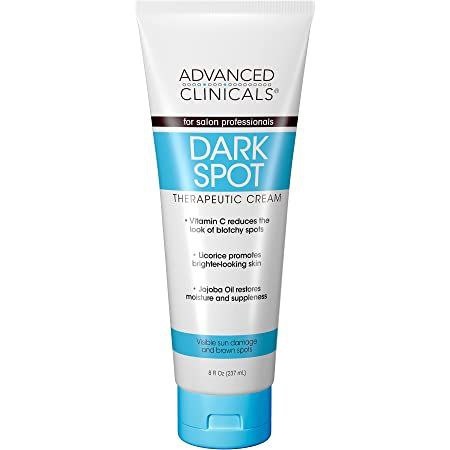 ADVANCED
CLINICALS®
for salon professionals
DARK
SPOT
THERAPEUTIC CREAM
• Vitamin C reduces the
look of blotchy spots
• Licorice promotes
brighter-looking skin
• Jojoba Oil restores
moisture and suppleness
Visible sun damage
and brown spots
8 fl Oz (237 mL)